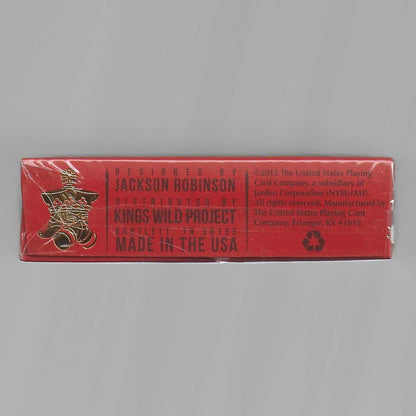 DESIGNED BY
JACKSON ROBINSON
DISTRIBUTED BY
KINGS WILD PROJECT
BARTLETT, TN 38133
MADE IN THE USA
©2015 The United States Playing
Card Company, a subsidiary of
Jarden Corporation (NYSE:JAH).
All rights reserved. Manufactured by
The United States Playing Card
Company, Erlanger, KY 41018